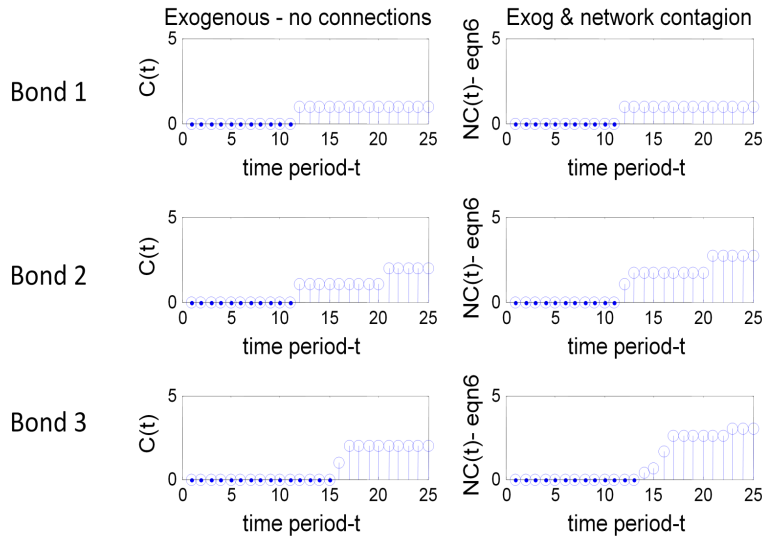 Exogenous - no connections
Exog & network contagion
Bond 1
C(t)
5
0
0 5 10 15 20 25
time period-t
NC(t)- eqn6
5
0
0 5 10 15 20 25
time period-t
Bond 2
C(t)
5
0
0 5 10 15 20 25
time period-t
NC(t)- eqn6
5
0
0 5 10 15 20 25
time period-t
Bond 3
C(t)
5
0
0 5 10 15 20 25
time period-t
NC(t)- eqn6
5
0
0 5 10 15 20 25
time period-t